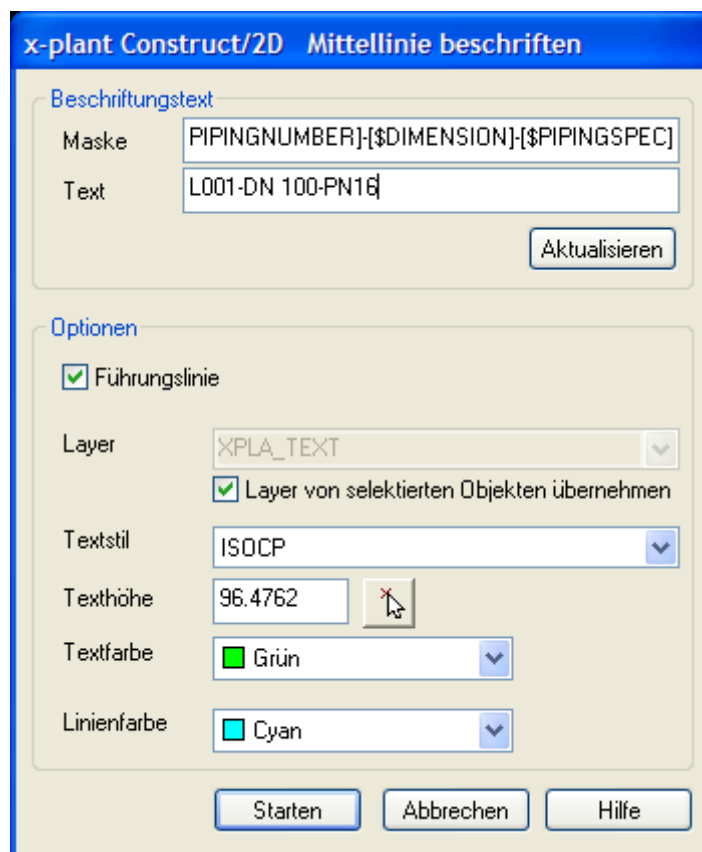 x-plant Construct/2D Mittellinie beschriften
Beschriftungstext
Maske PIPINGNUMBER]-[$DIMENSION]-[$PIPINGSPEC]
Text L001-DN 100-PN16
Aktualisieren
Optionen
Führungslinie
Layer XPLA_TEXT
Layer von selektierten Objekten übernehmen
Textstil ISOCP
Texthöhe 96.4762
Textfarbe Grün
Linienfarbe Cyan
Starten Abbrechen Hilfe